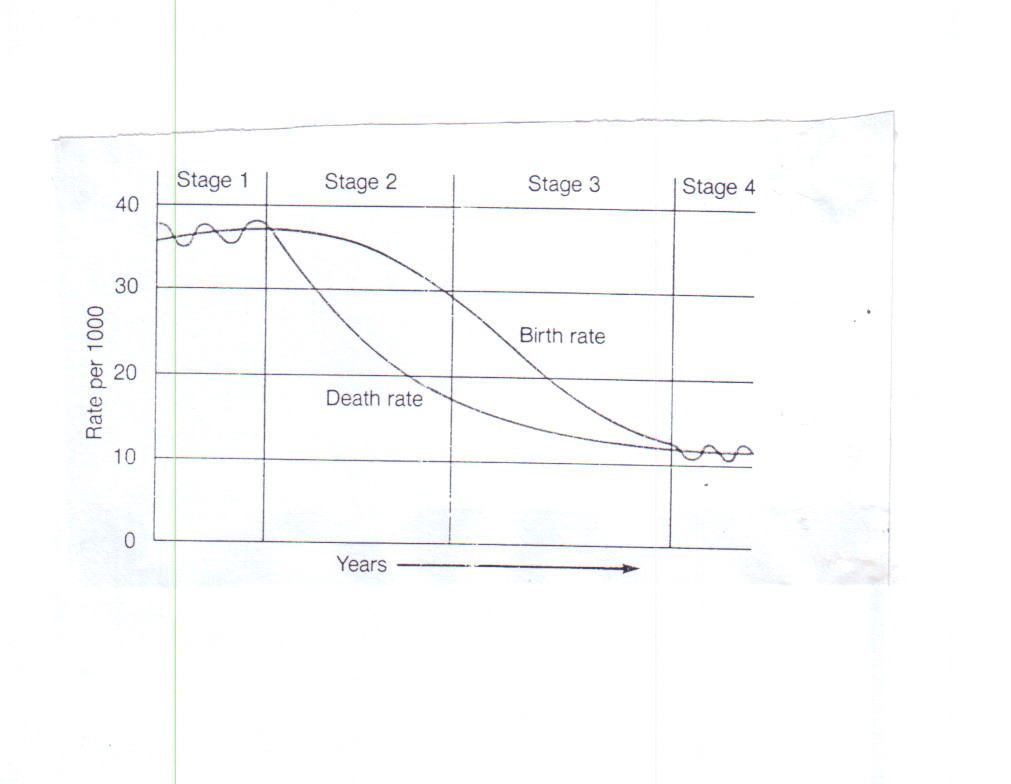 Stage 1 Stage 2 Stage 3 Stage 4
40
30
20
10
0
Rate per 1000
Birth rate
Death rate
Years